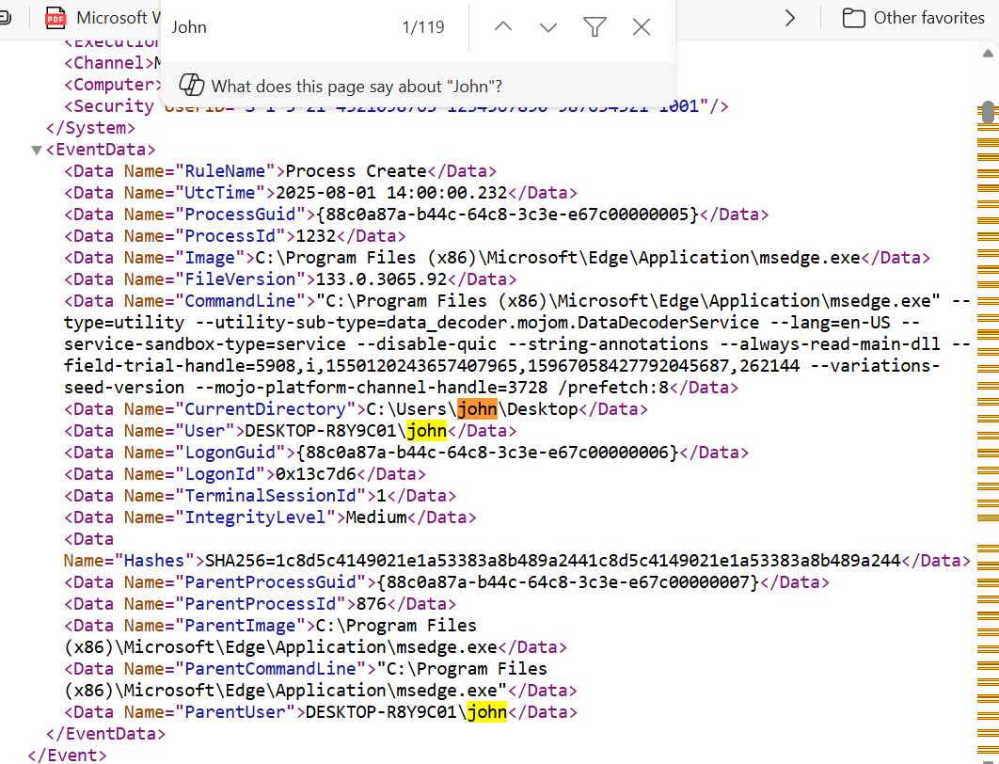 Microsoft W
John
1/119
Other favorites
What does this page say about "John"?
<Channel>
<Computer>
<Security UserID="S-1-5-21-4321098765-1234567890-987654321-1001"/>
</System>
<EventData>
<Data Name="RuleName">Process Create</Data>
<Data Name="UtcTime">2025-08-01 14:00:00.232</Data>
<Data Name="ProcessGuid">{88c0a87a-b44c-64c8-3c3e-e67c00000005}</Data>
<Data Name="ProcessId">1232</Data>
<Data Name="Image">C:\Program Files (x86)\Microsoft\Edge\Application\msedge.exe</Data>
<Data Name="FileVersion">133.0.3065.92</Data>
<Data Name="CommandLine">"C:\Program Files (x86)\Microsoft\Edge\Application\msedge.exe" --
type=utility --utility-sub-type=data_decoder.mojom.DataDecoderService --lang=en-US --
service-sandbox-type=service --disable-quic --string-annotations --always-read-main-dll --
field-trial-handle=5908,i,1550120243657407965,15967058427792045687,262144 --variations-
seed-version --mojo-platform-channel-handle=3728 /prefetch:8</Data>
<Data Name="CurrentDirectory">C:\Users\john\Desktop</Data>
<Data Name="User">DESKTOP-R8Y9C01\john</Data>
<Data Name="LogonGuid">{88c0a87a-b44c-64c8-3c3e-e67c00000006}</Data>
<Data Name="LogonId">0x13c7d6</Data>
<Data Name="TerminalSessionId">1</Data>
<Data Name="IntegrityLevel">Medium</Data>
<Data
Name="Hashes">SHA256=1c8d5c4149021e1a53383a8b489a2441c8d5c4149021e1a53383a8b489a244</Data>
<Data Name="ParentProcessGuid">{88c0a87a-b44c-64c8-3c3e-e67c00000007}</Data>
<Data Name="ParentProcessId">876</Data>
<Data Name="ParentImage">C:\Program Files
(x86)\Microsoft\Edge\Application\msedge.exe</Data>
<Data Name="ParentCommandLine">"C:\Program Files
(x86)\Microsoft\Edge\Application\msedge.exe"</Data>
<Data Name="ParentUser">DESKTOP-R8Y9C01\john</Data>
</EventData>
</Event>